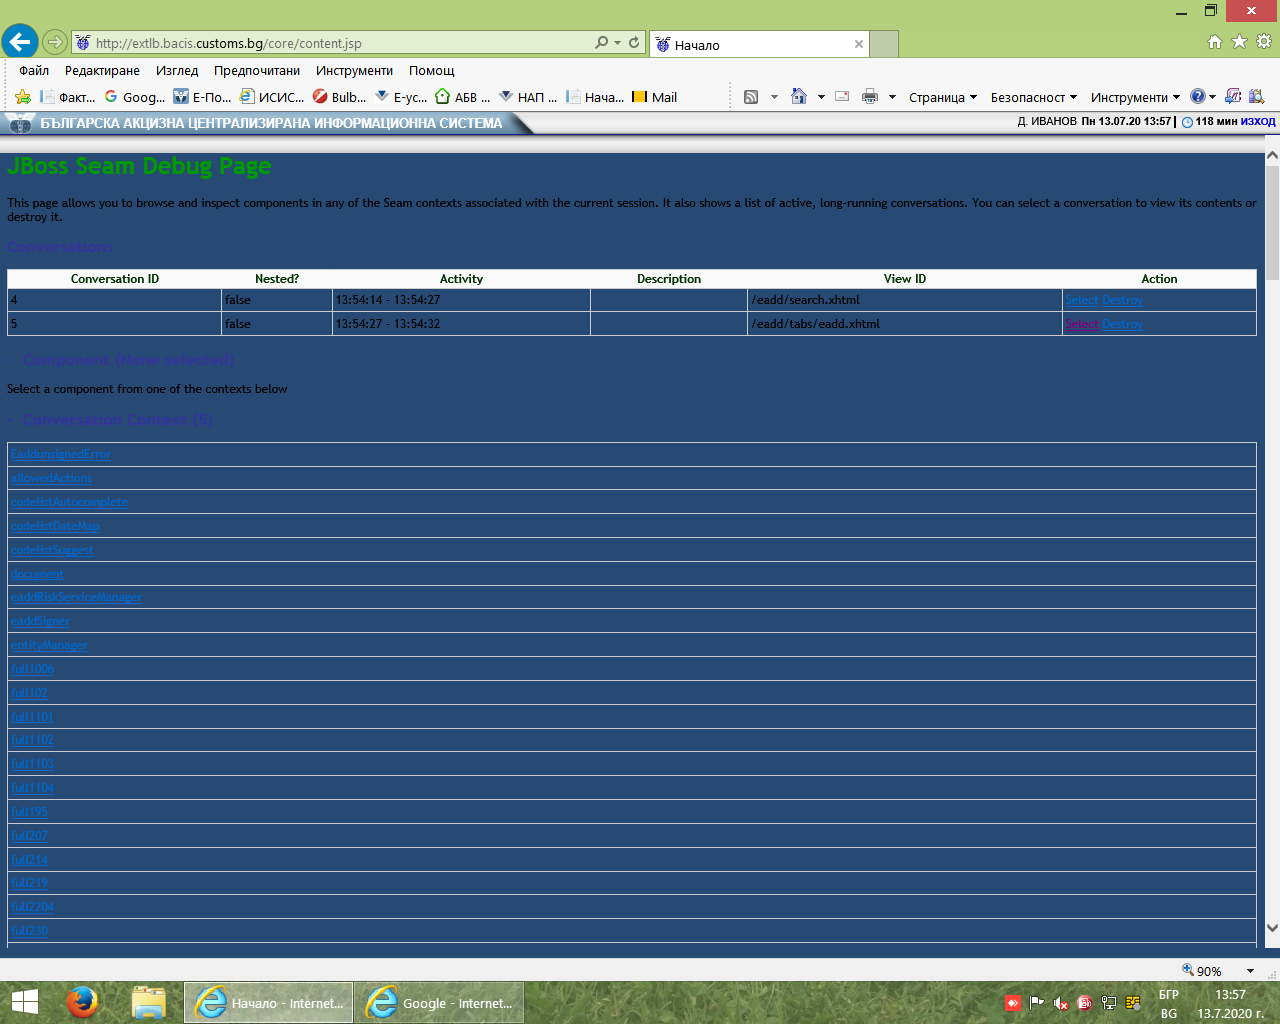 http://extlb.bacis.customs.bg/core/content.jsp
Начало
Файл Редактиране Изглед Предпочитани Инструменти Помощ
Факт... Goog... Е-По... ИСИС... Bulb... Е-ус... АБВ ... НАП ... Нача... Mail Страница Безопасност Инструменти
БЪЛГАРСКА АКЦИЗНА ЦЕНТРАЛИЗИРАНА ИНФОРМАЦИОННА СИСТЕМА
Д. ИВАНОВ Пн 13.07.20 13:57 | 118 мин ИЗХОД
JBoss Seam Debug Page
This page allows you to browse and inspect components in any of the Seam contexts associated with the current session. It also shows a list of active, long-running conversations. You can select a conversation to view its contents or
destroy it.
Conversations
Conversation ID Nested? Activity Description View ID Action
4 false 13:54:14 - 13:54:27 /eadd/search.xhtml Select Destroy
5 false 13:54:27 - 13:54:32 /eadd/tabs/eadd.xhtml Select Destroy
- Component (None selected)
Select a component from one of the contexts below
- Conversation Context (5)
EaddunsignedError
allowedActions
codelistAutocomplete
codelistDateMap
codelistSuggest
document
eaddRiskServiceManager
eaddSigner
entityManager
full1006
full102
full1101
full1102
full1103
full1104
full195
full207
full214
full219
full2204
full230
90%
Начало - Internet... Google - Internet...
БГР 13:57
BG 13.7.2020 г.